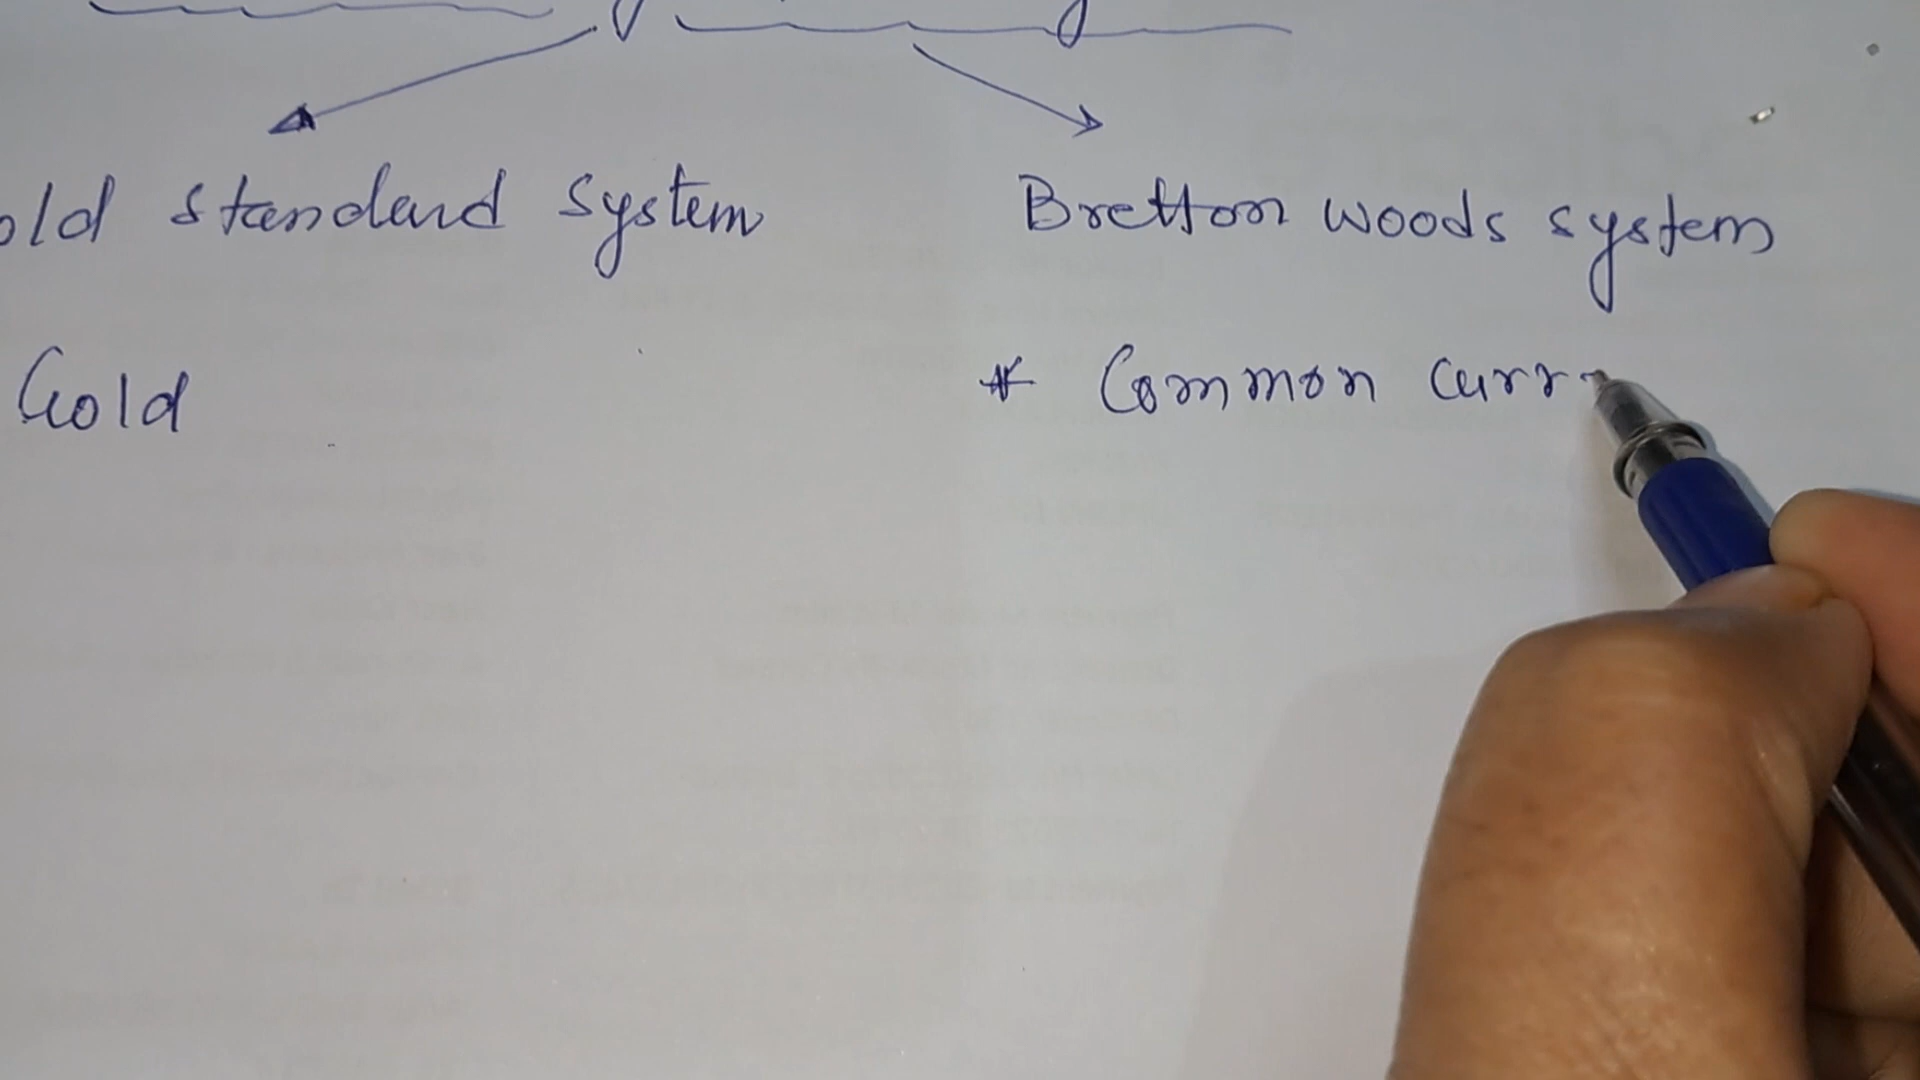 old standard system
Bretton woods system
Gold
* Common curr